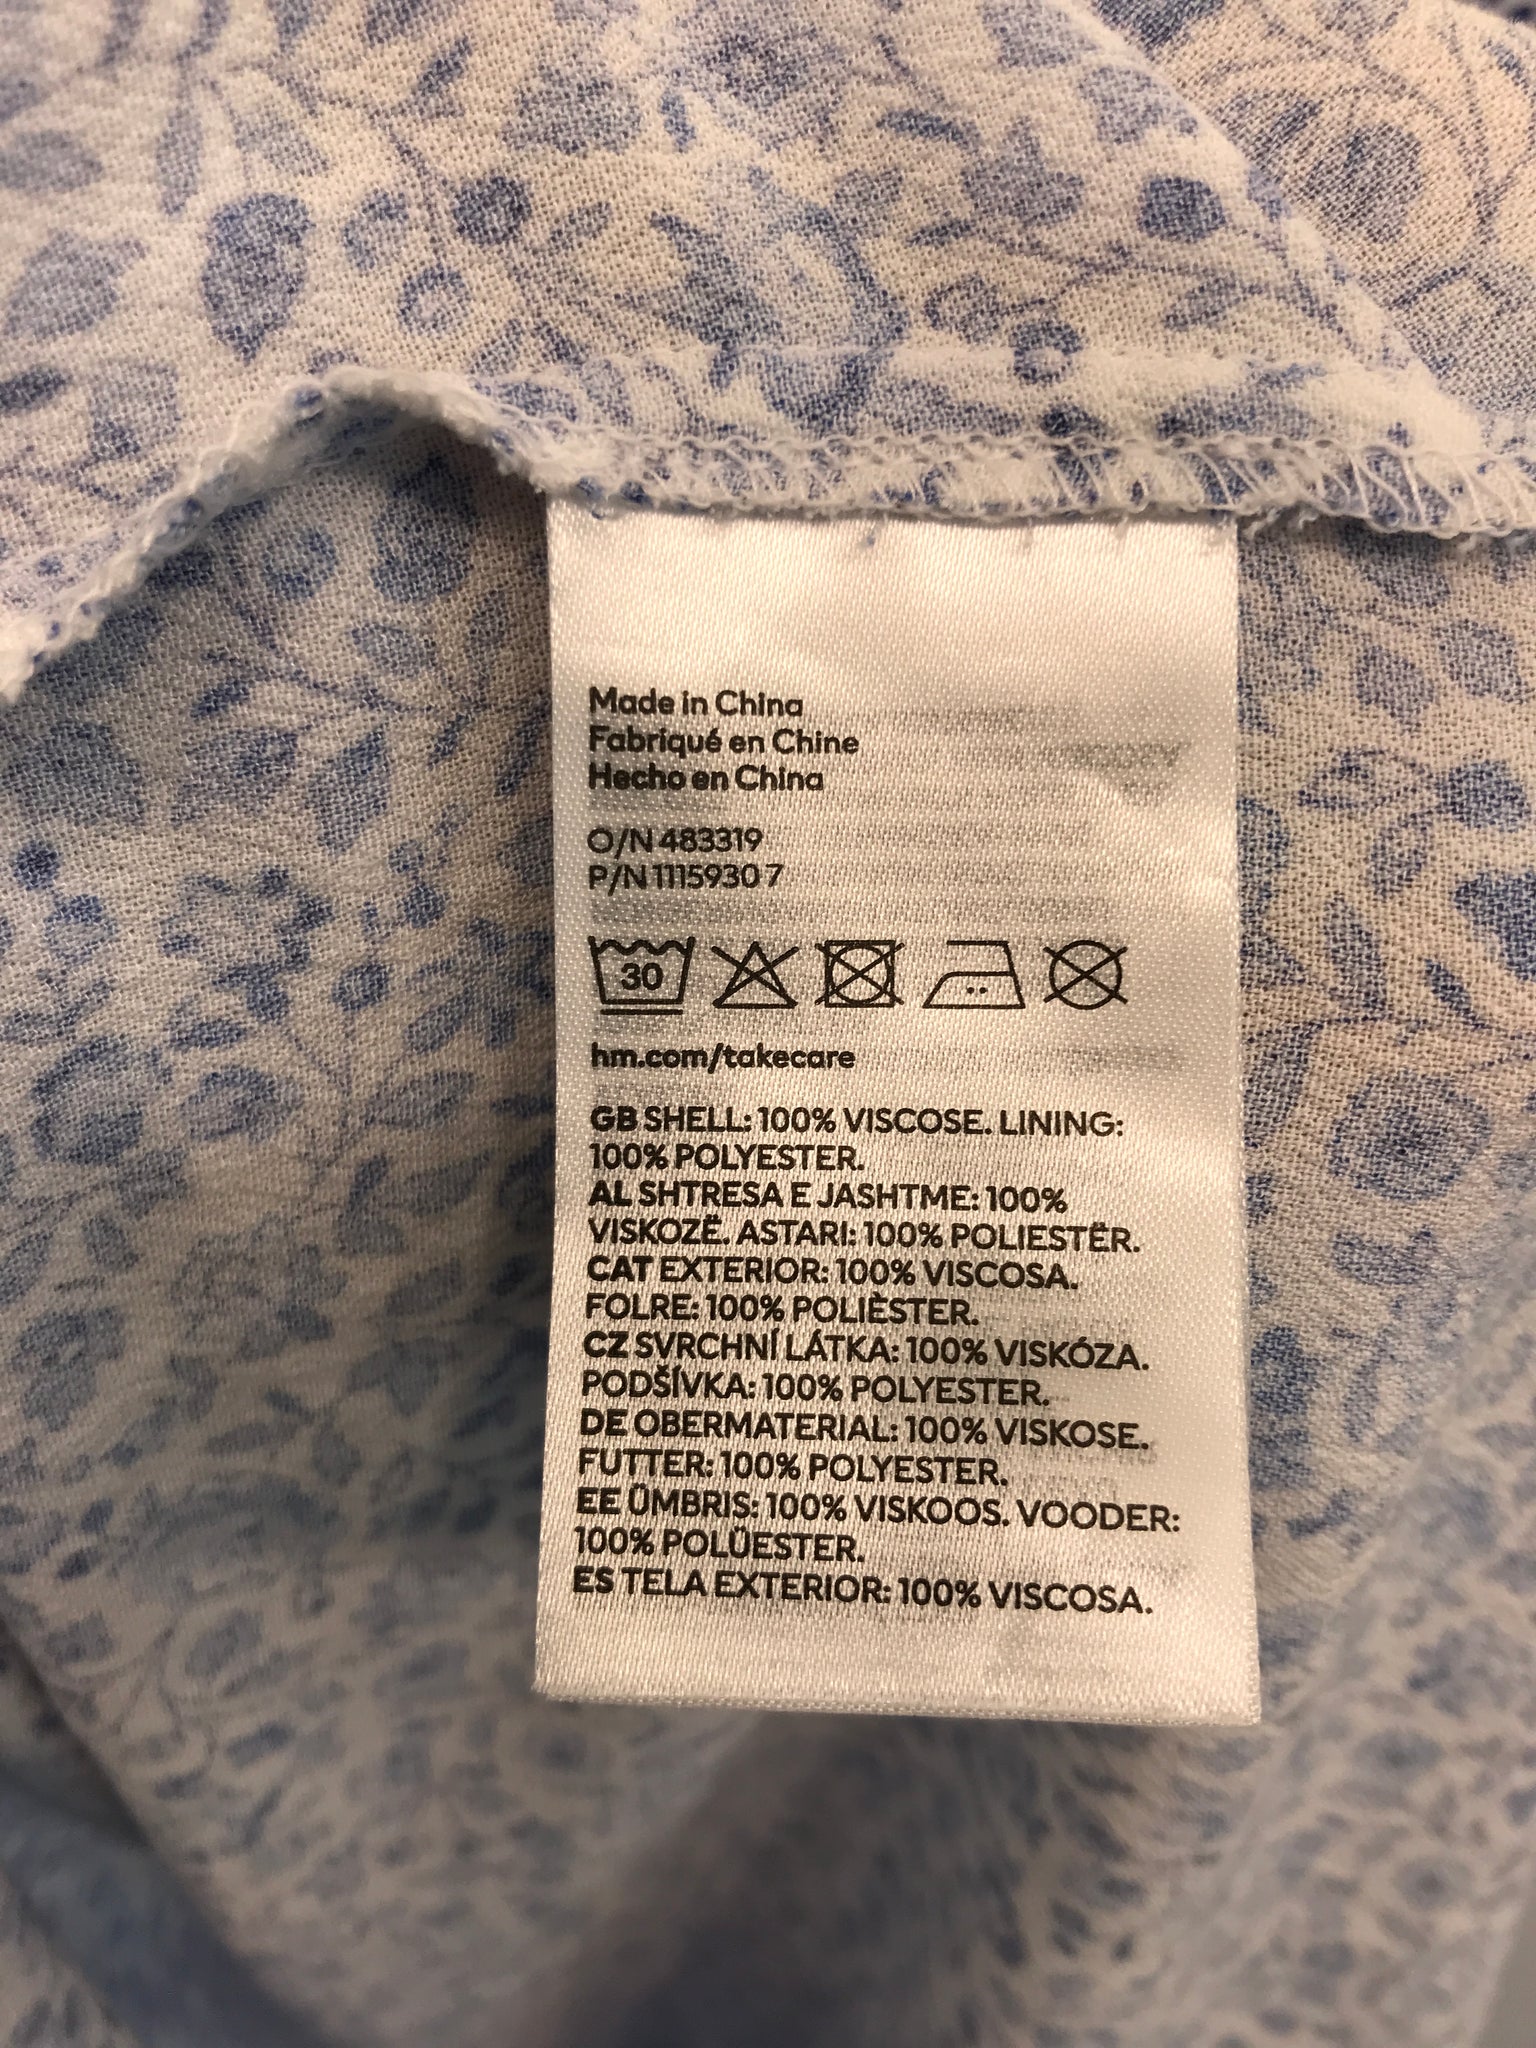 Made in China
Fabriqué en Chine
Hecho en China
O/N 483319
P/N 1115930 7
30
hm.com/takecare
GB SHELL: 100% VISCOSE. LINING:
100% POLYESTER.
AL SHTRESA E JASHTME: 100%
VISKOZË. ASTARI: 100% POLIESTËR.
CAT EXTERIOR: 100% VISCOSA.
FOLRE: 100% POLIÈSTER.
CZ SVRCHNÍ LÁTKA: 100% VISKÓZA.
PODŠÍVKA: 100% POLYESTER.
DE OBERMATERIAL: 100% VISKOSE.
FUTTER: 100% POLYESTER.
EE ÜMBRIS: 100% VISKOOS. VOODER:
100% POLÜESTER.
ES TELA EXTERIOR: 100% VISCOSA.